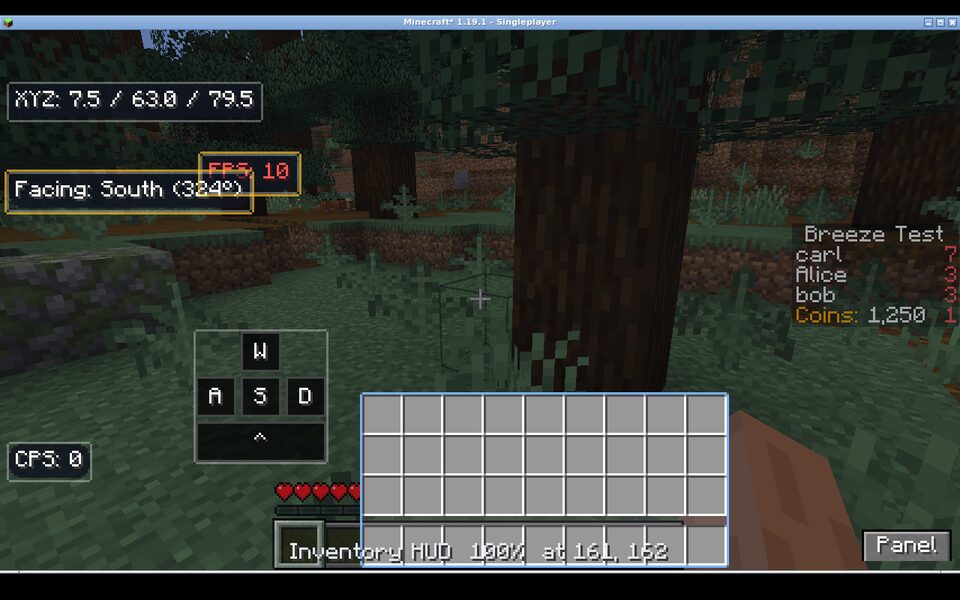 Minecraft* 1.19.1 - Singleplayer
XYZ: 7.5 / 63.0 / 79.5
FPS: 10
Facing: South (324º)
Breeze Test
carl 7
Alice 3
bob 3
Coins: 1,250 1
W
A S D
^
CPS: 0
Inventory HUD 100% at 161, 162
Panel